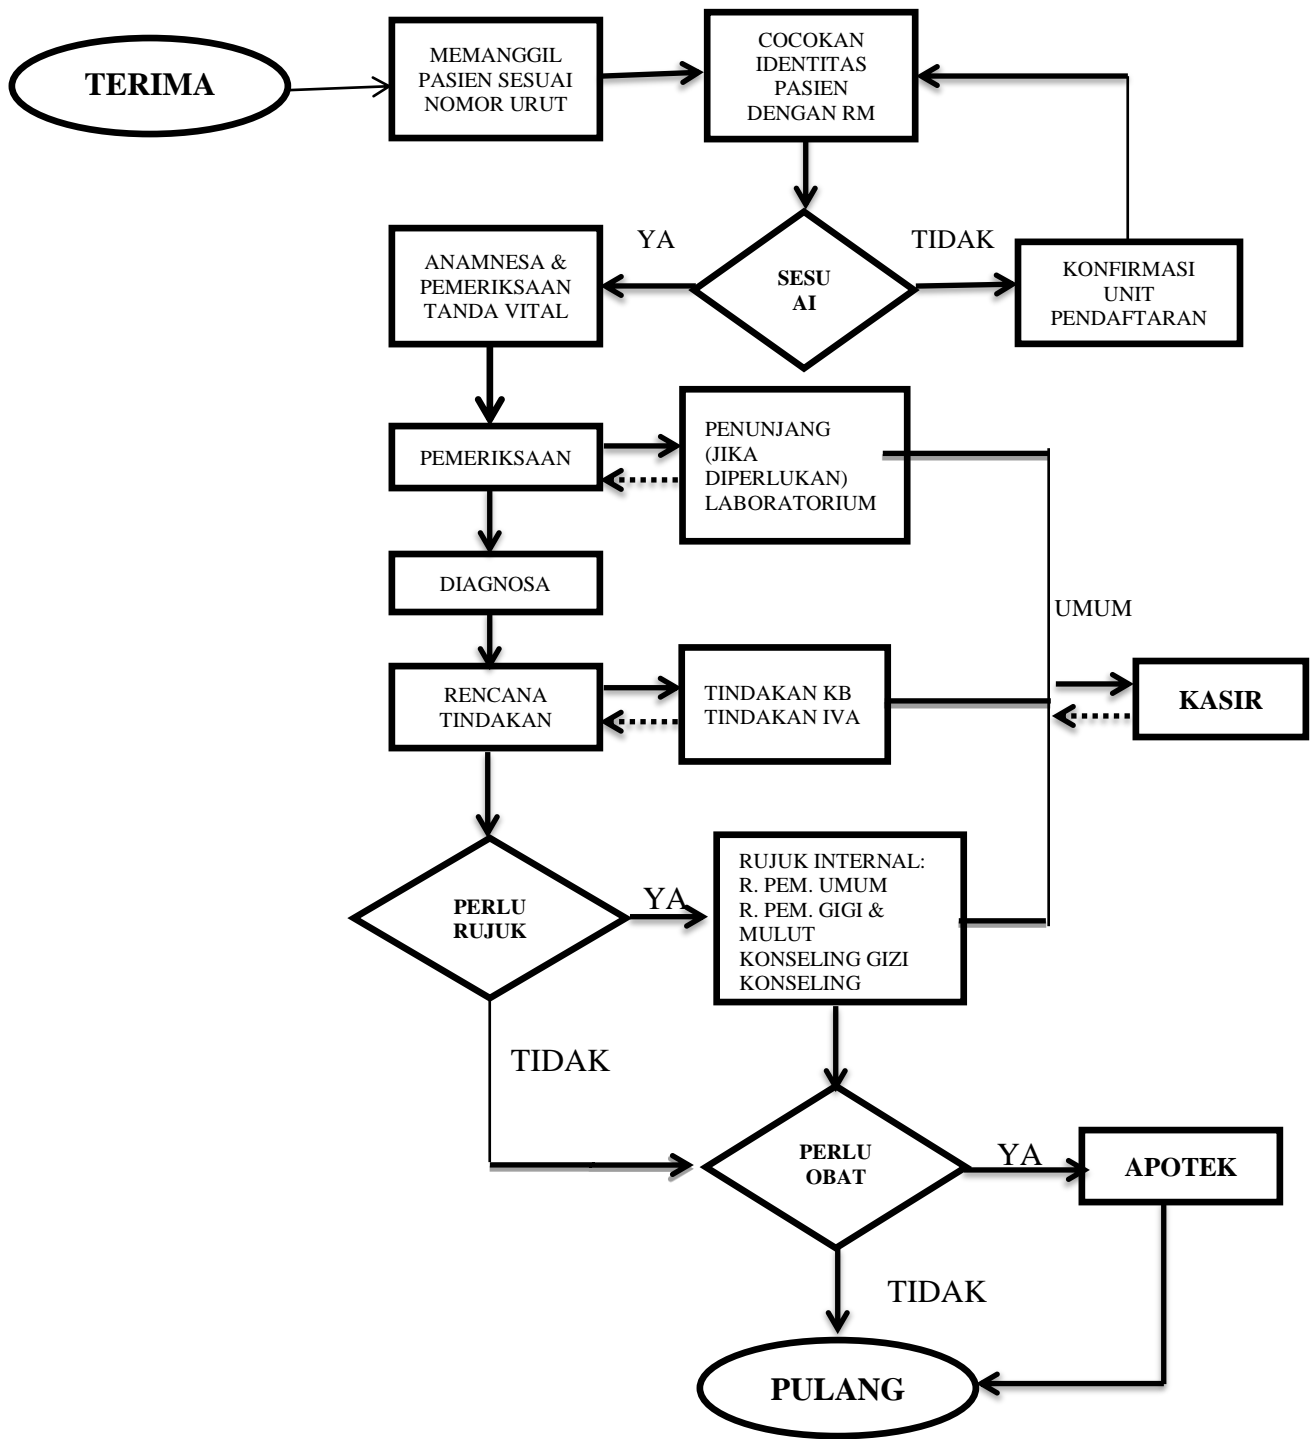 TERIMA
MEMANGGIL
PASIEN SESUAI
NOMOR URUT
COCOKAN
IDENTITAS
PASIEN
DENGAN RM
YA
TIDAK
ANAMNESA &
PEMERIKSAAN
TANDA VITAL
SESU
AI
KONFIRMASI
UNIT
PENDAFTARAN
PEMERIKSAAN
PENUNJANG
(JIKA
DIPERLUKAN)
LABORATORIUM
DIAGNOSA
UMUM
RENCANA
TINDAKAN
TINDAKAN KB
TINDAKAN IVA
KASIR
PERLU
RUJUK
YA
RUJUK INTERNAL:
R. PEM. UMUM
R. PEM. GIGI &
MULUT
KONSELING GIZI
KONSELING
TIDAK
PERLU
OBAT
YA
APOTEK
TIDAK
PULANG